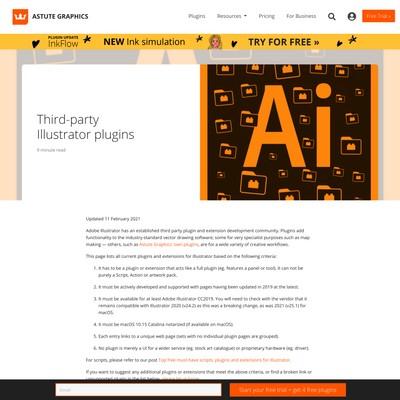 ASTUTE GRAPHICS
Plugins
Resources
Pricing
For Business
Free Trial »
PLUGIN UPDATE
InkFlow
NEW Ink simulation
TRY FOR FREE »
Third-party
Illustrator plugins
9 minute read
Ai
Updated 11 February 2021
Adobe Illustrator has an established third party plugin and extension development community. Plugins add
functionality to the industry-standard vector drawing software; some for very specialist purposes such as map
making — others, such as Astute Graphics' own plugins, are for a wide variety of creative workflows.
This page lists all current plugins and extensions for Illustrator based on the following criteria:
1. It has to be a plugin or extension that acts like a full plugin (eg. features a panel or tool). It can not be
purely a Script, Action or artwork pack.
2. It must be actively developed and supported with pages having been updated in 2019 at the latest.
3. It must be available for at least Adobe Illustrator CC2019. You will need to check with the vendor that it
remains compatible with Illustrator 2020 (v24.2) as this was a breaking change, as was 2021 (v25.1) for
macOS.
4. It must be macOS 10.15 Catalina notarized (if available on macOS).
5. Each entry links to a unique web page (sets with no individual plugin pages are grouped).
6. No plugin is merely a UI for a wider service (eg. stock art catalogue) or proprietary hardware (eg. driver).
For scripts, please refer to our post Top free must-have scripts, plugins and extensions for Illustrator.
If you want to suggest any additional plugins or extensions that meet the above criteria, or find a broken link or
Email
Start your free trial + get 4 free plugins